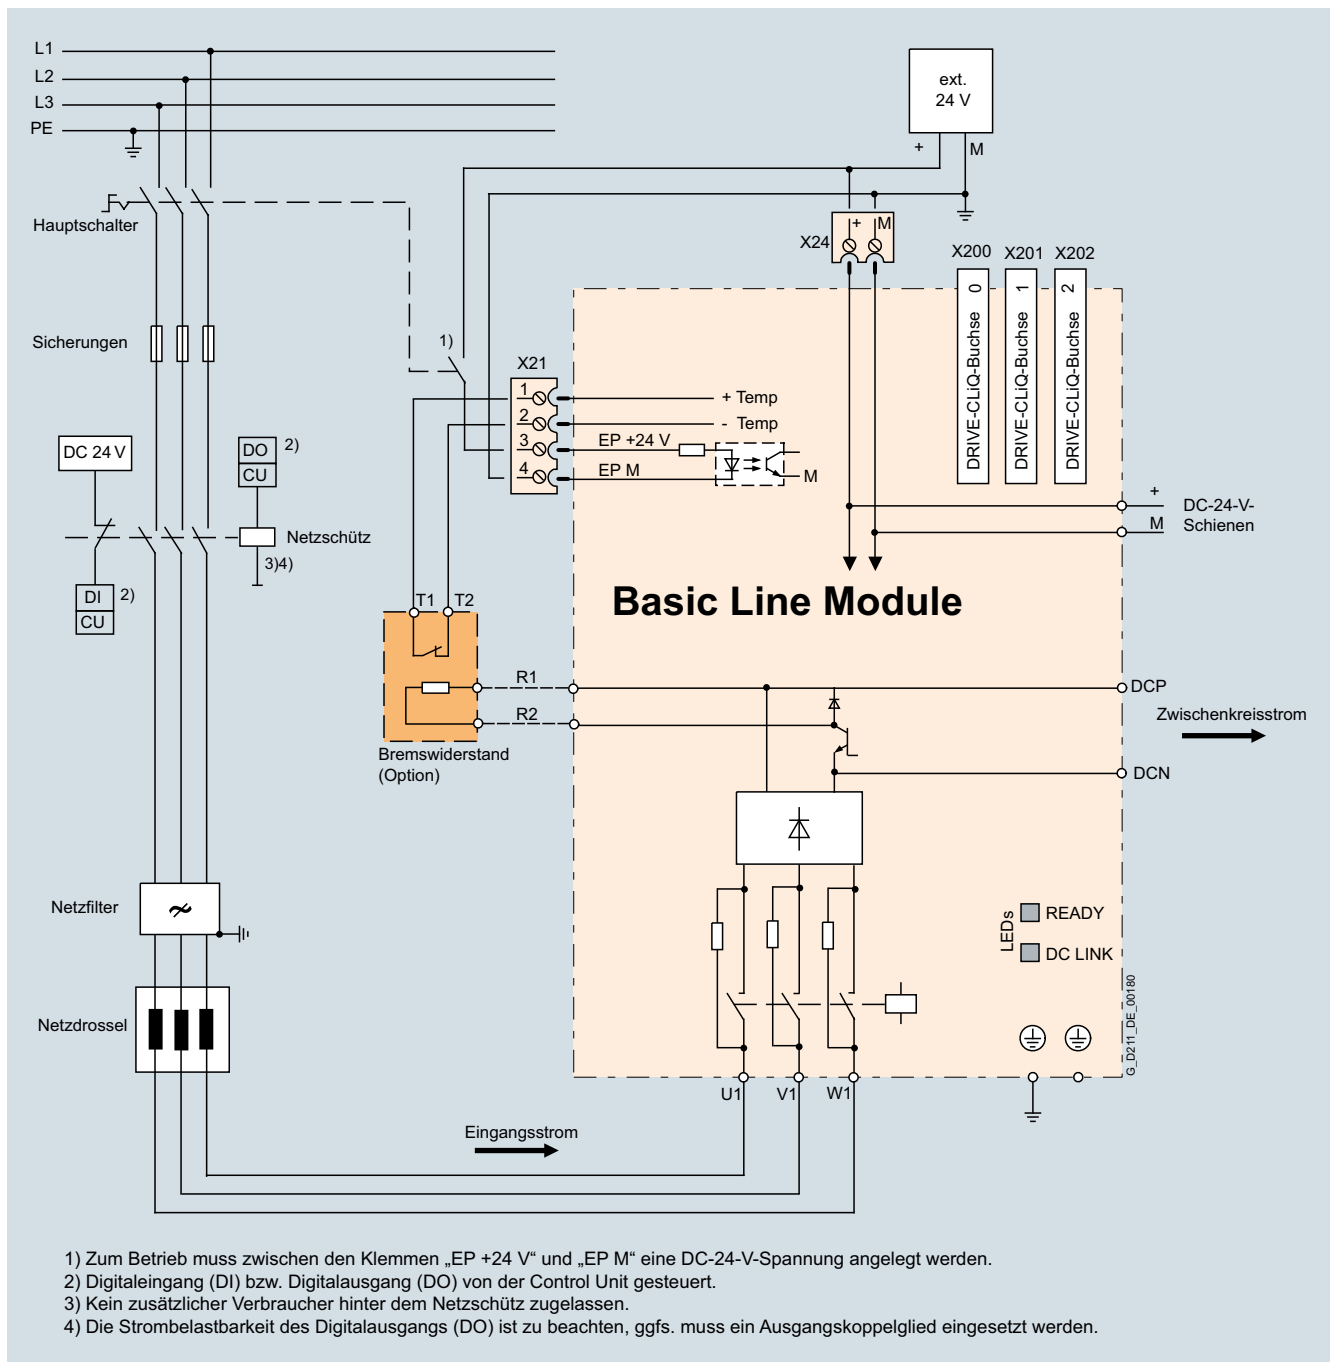 L1
L2
L3
PE
ext.
24 V
+
M
Hauptschalter
X24
+ M
X200 X201 X202
DRIVE-CLiQ-Buchse 0
DRIVE-CLiQ-Buchse 1
DRIVE-CLiQ-Buchse 2
Sicherungen
1)
X21
1
+ Temp
2
- Temp
3
EP +24 V
4
EP M
M
DC 24 V
DO 2)
CU
+
M
DC-24-V-
Schienen
Netzschütz
3)4)
DI 2)
CU
Basic Line Module
T1 T2
R1
R2
DCP
Zwischenkreisstrom
DCN
Bremswiderstand
(Option)
Netzfilter
LEDs
READY
DC LINK
Netzdrossel
G_D211_DE_00180
U1 V1 W1
Eingangsstrom
1) Zum Betrieb muss zwischen den Klemmen „EP +24 V“ und „EP M“ eine DC-24-V-Spannung angelegt werden.
2) Digitaleingang (DI) bzw. Digitalausgang (DO) von der Control Unit gesteuert.
3) Kein zusätzlicher Verbraucher hinter dem Netzschütz zugelassen.
4) Die Strombelastbarkeit des Digitalausgangs (DO) ist zu beachten, ggfs. muss ein Ausgangskoppelglied eingesetzt werden.